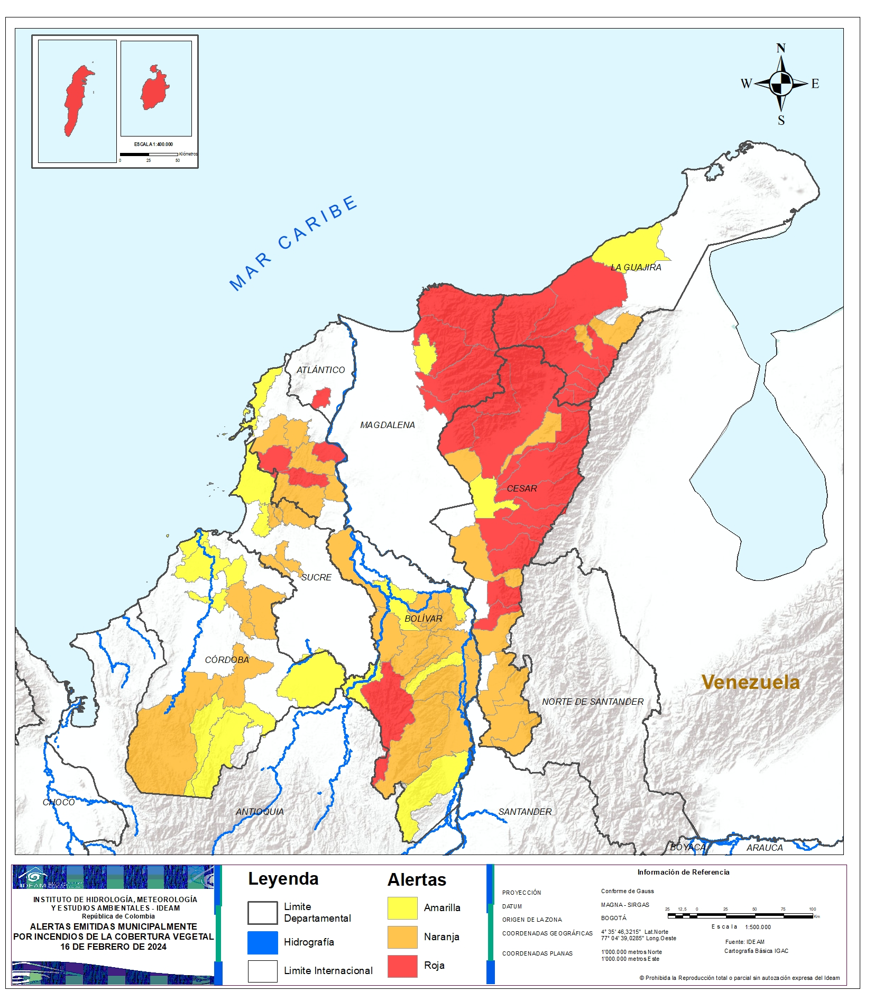 ESCALA 1:400.000
Kilómetros
0 25 50
N
W E
S
MAR CARIBE
LA GUAJIRA
ATLÁNTICO
MAGDALENA
CESAR
SUCRE
BOLÍVAR
CÓRDOBA
Venezuela
NORTE DE SANTANDER
CHOCÓ
ANTIOQUIA
SANTANDER
BOYACÁ
ARAUCA
IDEAM
INSTITUTO DE HIDROLOGÍA, METEOROLOGÍA
Y ESTUDIOS AMBIENTALES - IDEAM
República de Colombia
ALERTAS EMITIDAS MUNICIPALMENTE
POR INCENDIOS DE LA COBERTURA VEGETAL
16 DE FEBRERO DE 2024
Leyenda
Limite
Departamental
Hidrografía
Limite Internacional
Alertas
Amarilla
Naranja
Roja
Información de Referencia
PROYECCIÓN Conforme de Gauss
DATUM MAGNA - SIRGAS
ORIGEN DE LA ZONA BOGOTÁ
COORDENADAS GEOGRÁFICAS 4° 35' 46,3215" Lat.Norte
77° 04' 39,0285" Long.Oeste
COORDENADAS PLANAS 1'000.000 metros Norte
1'000.000 metros Este
25 12,5 0 25 50 75 100
Km
Escala 1:500.000
Fuente: IDEAM
Cartografía Básica IGAC
© Prohibida la Reproducción total o parcial sin autozación expresa del Ideam